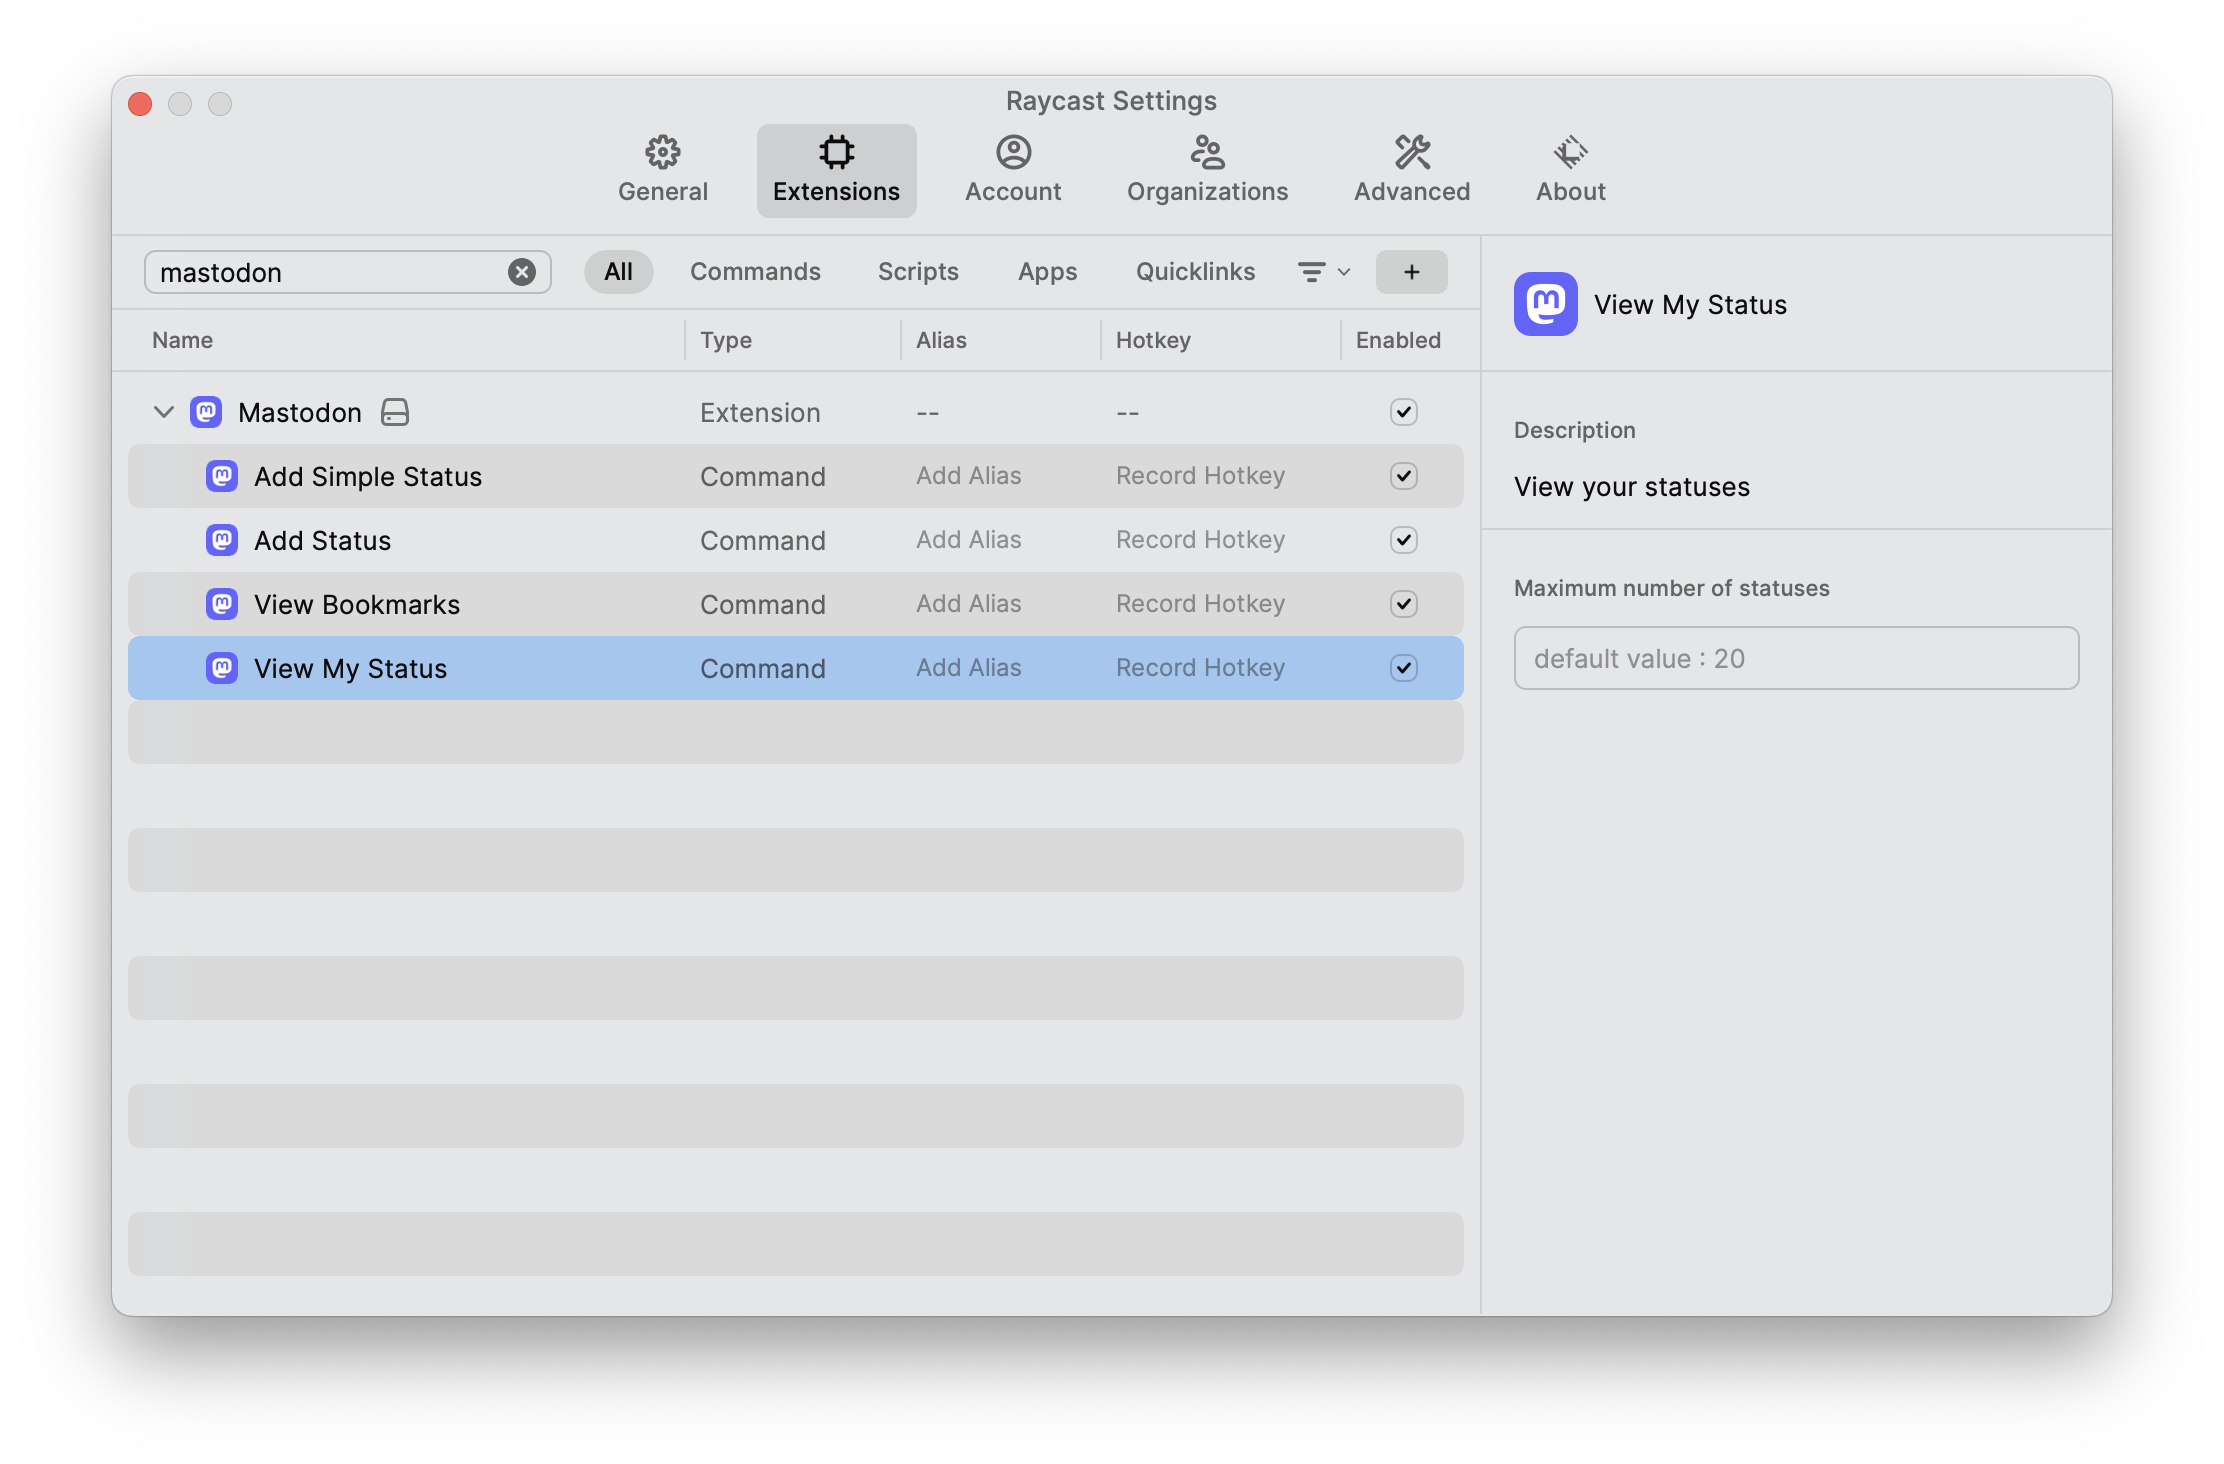 Raycast Settings
General Extensions Account Organizations Advanced About
mastodon All Commands Scripts Apps Quicklinks +
Name Type Alias Hotkey Enabled
Mastodon Extension -- --
Add Simple Status Command Add Alias Record Hotkey
Add Status Command Add Alias Record Hotkey
View Bookmarks Command Add Alias Record Hotkey
View My Status Command Add Alias Record Hotkey
View My Status
Description
View your statuses
Maximum number of statuses
default value : 20